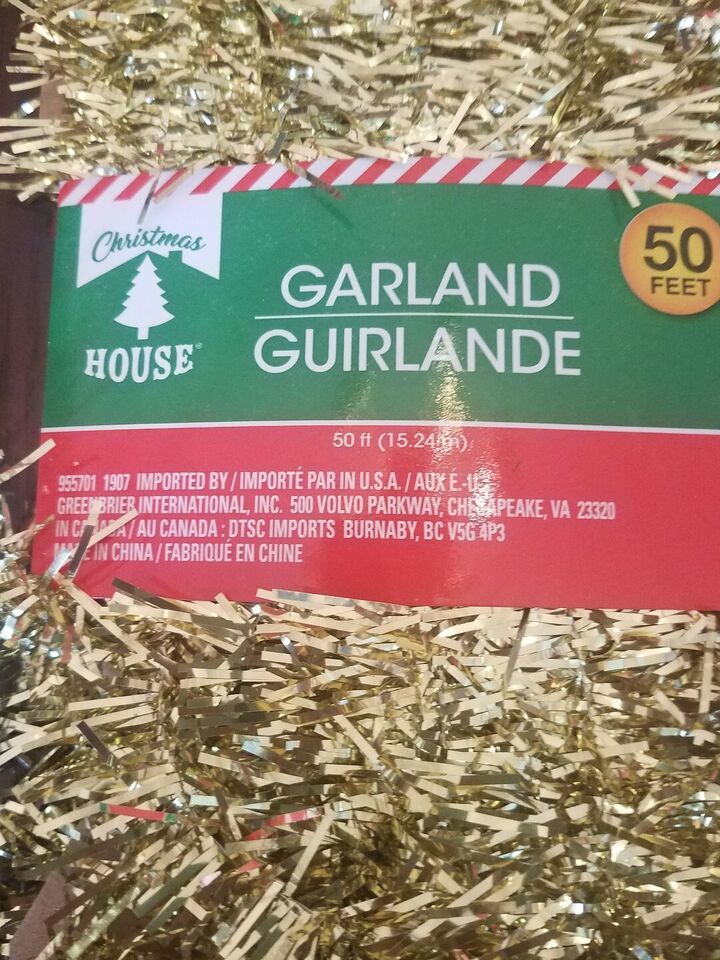 Christmas
HOUSE®
GARLAND
GUIRLANDE
50
FEET
50 ft (15.24m)
955701 1907 IMPORTED BY / IMPORTÉ PAR IN U.S.A. / AUX É.-U.
GREENBRIER INTERNATIONAL, INC. 500 VOLVO PARKWAY, CHESAPEAKE, VA 23320
IN CANADA / AU CANADA : DTSC IMPORTS BURNABY, BC V5G 4P3
MADE IN CHINA / FABRIQUÉ EN CHINE